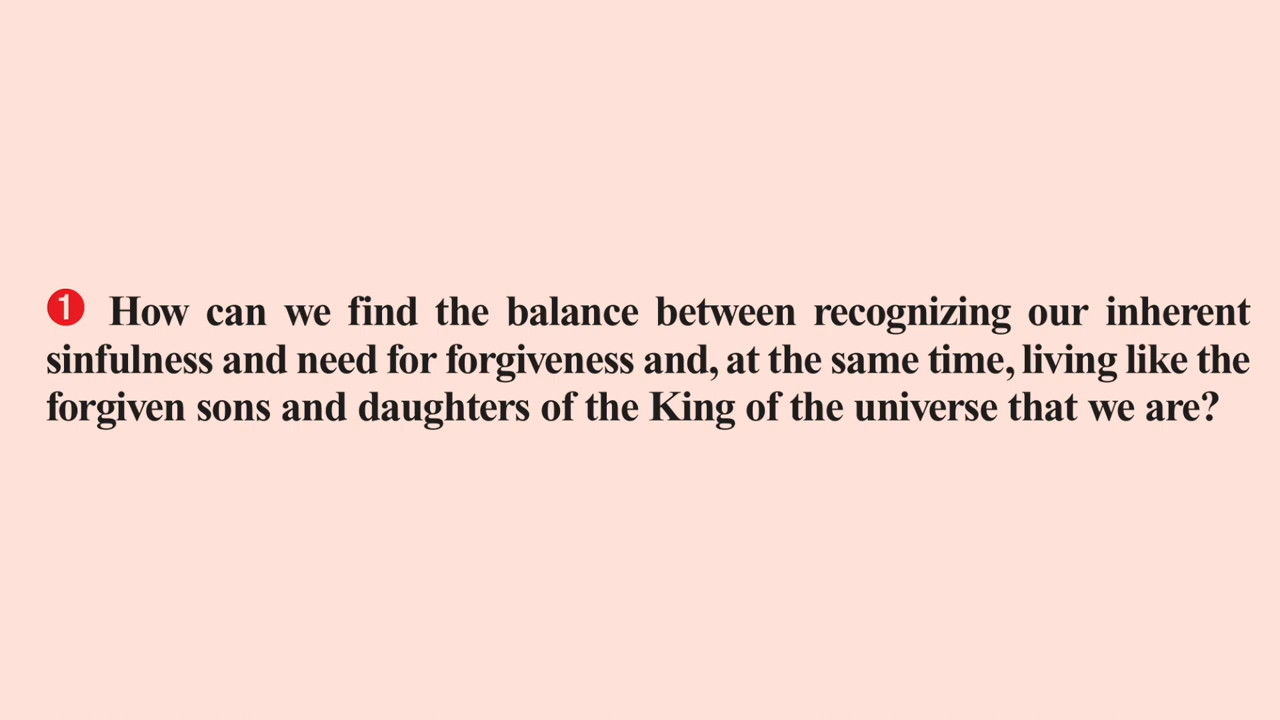 1 How can we find the balance between recognizing our inherent
sinfulness and need for forgiveness and, at the same time, living like the
forgiven sons and daughters of the King of the universe that we are?